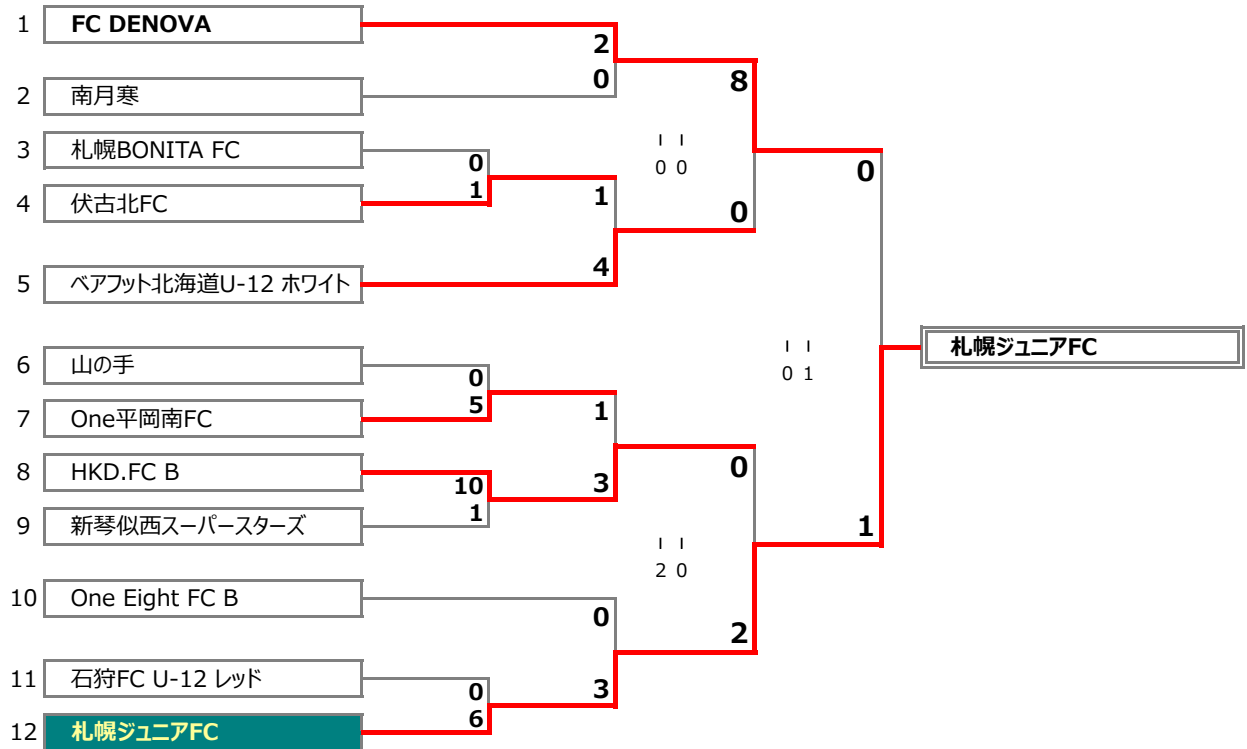 1 FC DENOVA
2
0
8
2 南月寒
3 札幌BONITA FC
0
1
4 伏古北FC
ı ı
0 0
0
1
0
5 ベアフット北海道U-12 ホワイト
4
札幌ジュニアFC
6 山の手
0
5
7 One平岡南FC
ı ı
0 1
1
8 HKD.FC B
10
1
3
0
9 新琴似西スーパースターズ
1
ı ı
2 0
10 One Eight FC B
0
2
11 石狩FC U-12 レッド
0
6
3
12 札幌ジュニアFC